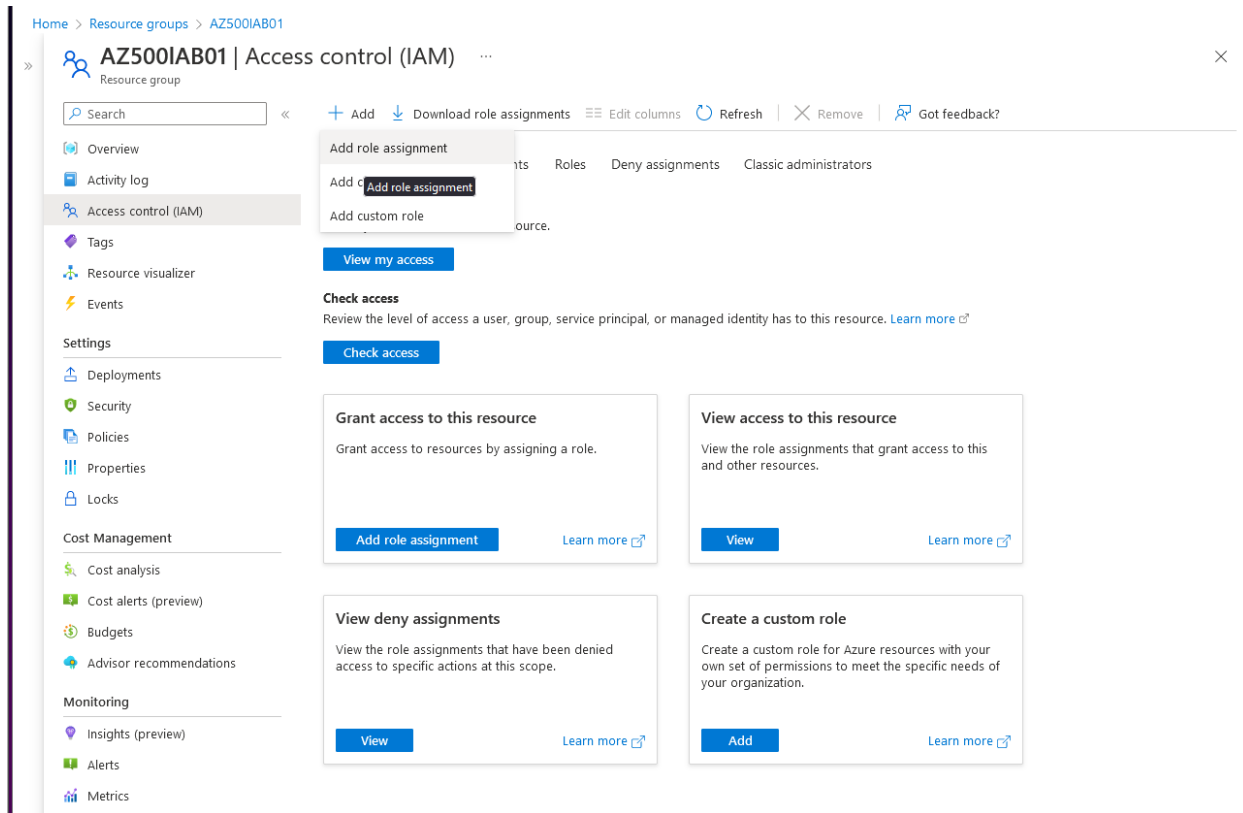 Home > Resource groups > AZ500lAB01
» AZ500lAB01 | Access control (IAM) ...
Resource group
Search «
Overview
Activity log
Access control (IAM)
Tags
Resource visualizer
Events
Settings
Deployments
Security
Policies
Properties
Locks
Cost Management
Cost analysis
Cost alerts (preview)
Budgets
Advisor recommendations
Monitoring
Insights (preview)
Alerts
Metrics
+ Add Download role assignments Edit columns Refresh Remove Got feedback?
Add role assignment
Add role assignment
Add custom role
Roles Deny assignments Classic administrators
View my access
Check access
Review the level of access a user, group, service principal, or managed identity has to this resource. Learn more
Check access
Grant access to this resource
Grant access to resources by assigning a role.
Add role assignment Learn more
View access to this resource
View the role assignments that grant access to this
and other resources.
View Learn more
View deny assignments
View the role assignments that have been denied
access to specific actions at this scope.
View Learn more
Create a custom role
Create a custom role for Azure resources with your
own set of permissions to meet the specific needs of
your organization.
Add Learn more